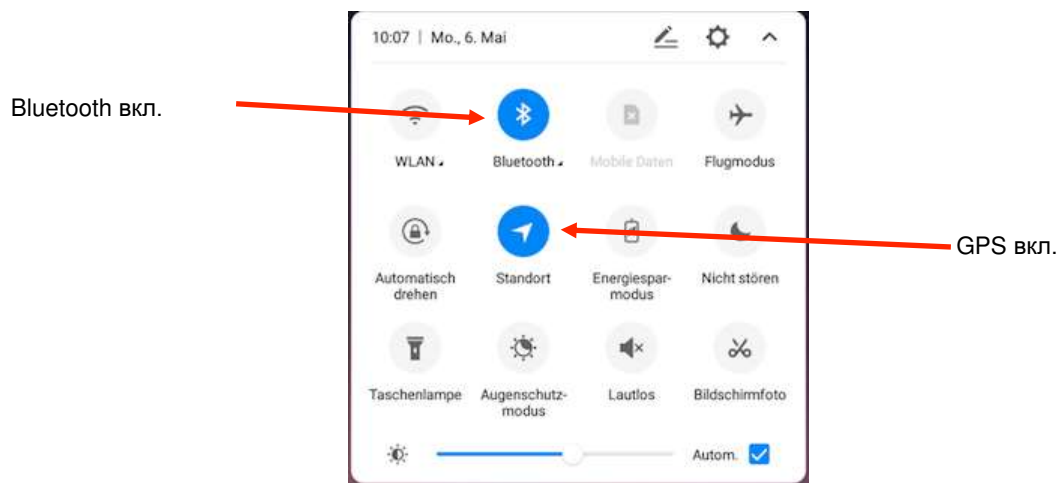 10:07 | Mo., 6. Mai
Bluetooth вкл.
WLAN
Bluetooth
Mobile Daten
Flugmodus
GPS вкл.
Automatisch
drehen
Standort
Energiespar-
modus
Nicht stören
Taschenlampe
Augenschutz-
modus
Lautlos
Bildschirmfoto
Autom.